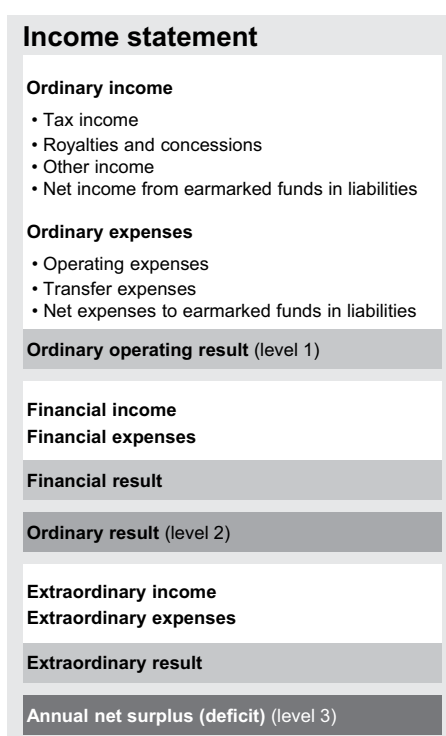 Income statement
Ordinary income
• Tax income
• Royalties and concessions
• Other income
• Net income from earmarked funds in liabilities
Ordinary expenses
• Operating expenses
• Transfer expenses
• Net expenses to earmarked funds in liabilities
Ordinary operating result (level 1)
Financial income
Financial expenses
Financial result
Ordinary result (level 2)
Extraordinary income
Extraordinary expenses
Extraordinary result
Annual net surplus (deficit) (level 3)